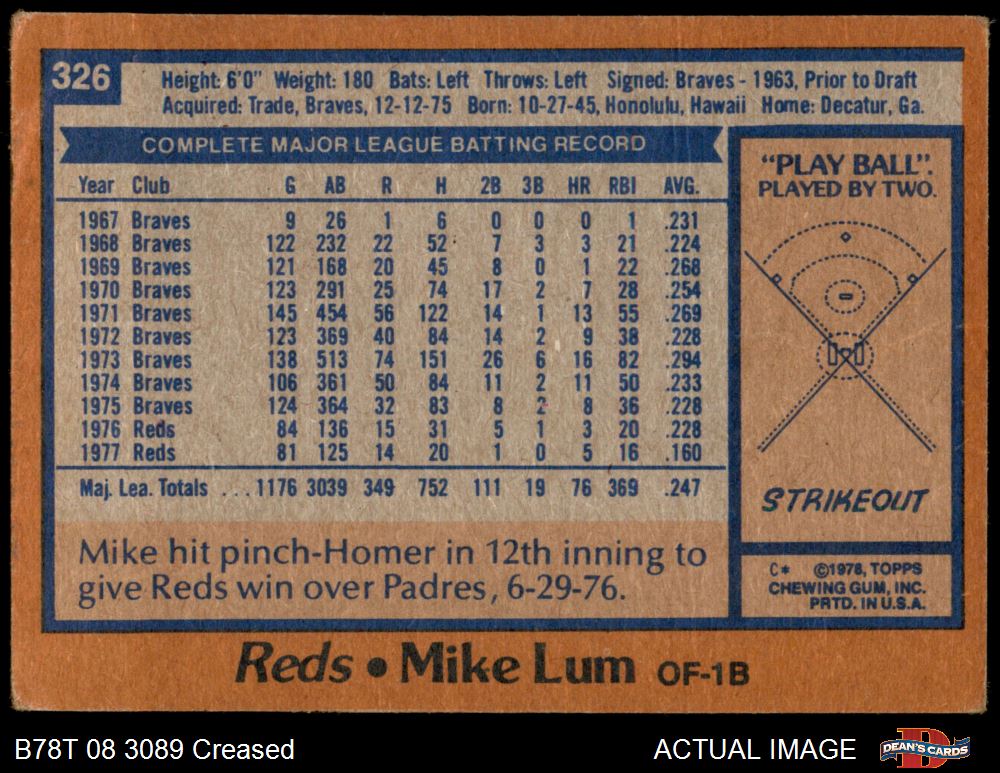 326
Height: 6'0" Weight: 180 Bats: Left Throws: Left Signed: Braves - 1963, Prior to Draft
Acquired: Trade, Braves, 12-12-75 Born: 10-27-45, Honolulu, Hawaii Home: Decatur, Ga.
COMPLETE MAJOR LEAGUE BATTING RECORD
Year Club G AB R H 2B 3B HR RBI AVG.
1967 Braves 9 26 1 6 0 0 0 1 .231
1968 Braves 122 232 22 52 7 3 3 21 .224
1969 Braves 121 168 20 45 8 0 1 22 .268
1970 Braves 123 291 25 74 17 2 7 28 .254
1971 Braves 145 454 56 122 14 1 13 55 .269
1972 Braves 123 369 40 84 14 2 9 38 .228
1973 Braves 138 513 74 151 26 6 16 82 .294
1974 Braves 106 361 50 84 11 2 11 50 .233
1975 Braves 124 364 32 83 8 2 8 36 .228
1976 Reds 84 136 15 31 5 1 3 20 .228
1977 Reds 81 125 14 20 1 0 5 16 .160
Maj. Lea. Totals ...1176 3039 349 752 111 19 76 369 .247
Mike hit pinch-Homer in 12th inning to
give Reds win over Padres, 6-29-76.
"PLAY BALL".
PLAYED BY TWO.
STRIKEOUT
C* ©1978, TOPPS
CHEWING GUM, INC.
PRTD. IN U.S.A.
Reds • Mike Lum OF-1B
B78T 08 3089 Creased
ACTUAL IMAGE
D
DEAN'S CARDS